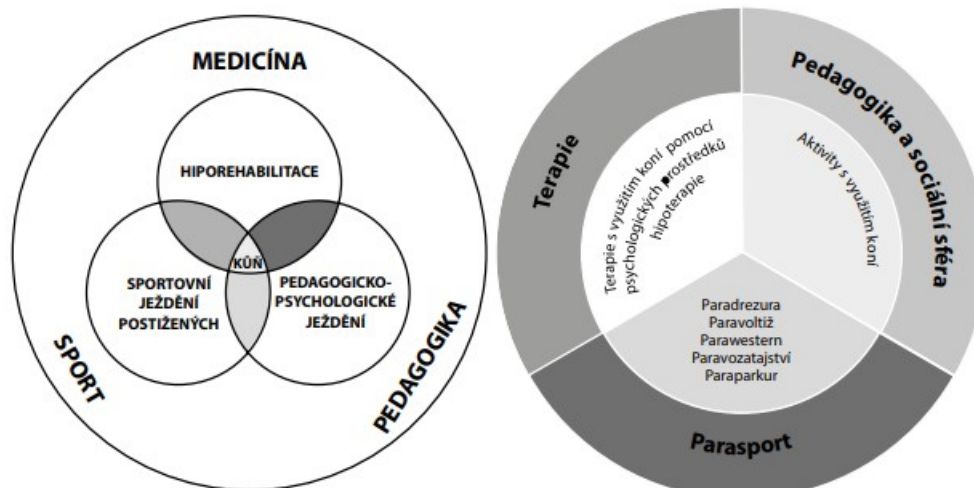 MEDICÍNA
HIPOREHABILITACE
KŮŇ
SPORTOVNÍ
JEŽDĚNÍ
POSTIŽENÝCH
PEDAGOGICKO-
PSYCHOLOGICKÉ
JEŽDĚNÍ
SPORT
PEDAGOGIKA
Terapie
Terapie s využitím koní pomocí
psychologických prostředků
hipoterapie
Pedagogika a sociální sféra
Aktivity s využitím koní
Paradrezura
Paravoltiž
Parawestern
Paravozatajství
Paraparkur
Parasport